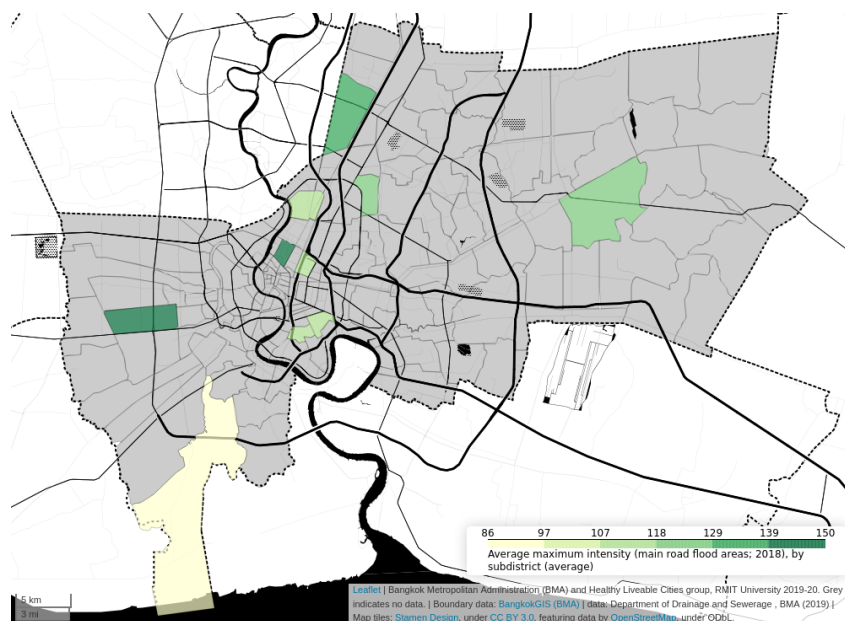 86 97 107 118 129 139 150
Average maximum intensity (main road flood areas; 2018), by
subdistrict (average)
5 km
3 mi
Leaflet | Bangkok Metropolitan Administration (BMA) and Healthy Liveable Cities group, RMIT University 2019-20. Grey
indicates no data. | Boundary data: BangkokGIS (BMA) | data: Department of Drainage and Sewerage , BMA (2019) |
Map tiles: Stamen Design, under CC BY 3.0, featuring data by OpenStreetMap, under ODbL.